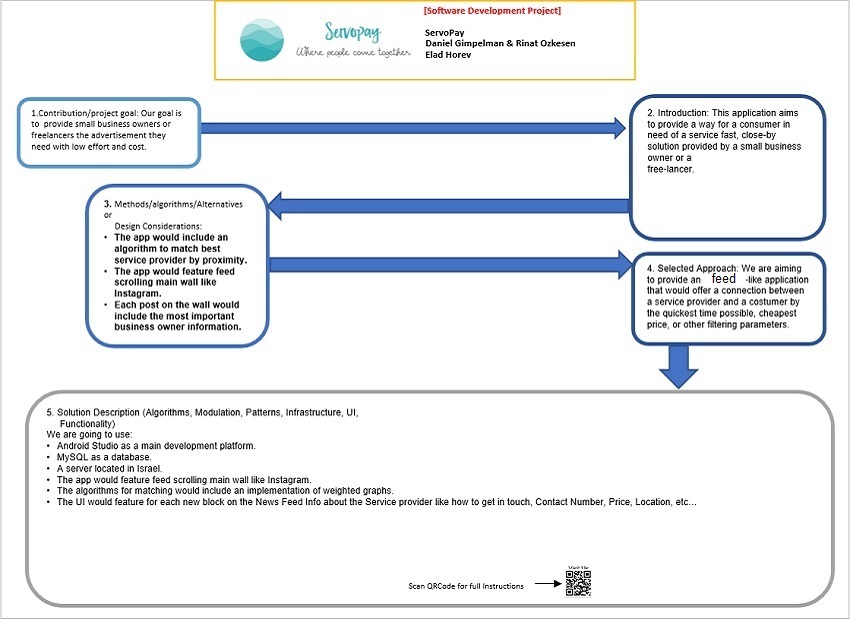 [Software Development Project]
Servopay
Where people come together
ServoPay
Daniel Gimpelman & Rinat Ozkesen
Elad Horev
1.Contribution/project goal: Our goal is
to provide small business owners or
freelancers the advertisement they
need with low effort and cost.
2. Introduction: This application aims
to provide a way for a consumer in
need of a service fast, close-by
solution provided by a small business
owner or a
free-lancer.
3. Methods/algorithms/Alternatives
or
Design Considerations:
• The app would include an
algorithm to match best
service provider by proximity.
• The app would feature feed
scrolling main wall like
Instagram.
• Each post on the wall would
include the most important
business owner information.
4. Selected Approach: We are aiming
to provide an feed -like application
that would offer a connection between
a service provider and a costumer by
the quickest time possible, cheapest
price, or other filtering parameters.
5. Solution Description (Algorithms, Modulation, Patterns, Infrastructure, UI,
Functionality)
We are going to use:
• Android Studio as a main development platform.
• MySQL as a database.
• A server located in Israel.
• The app would feature feed scrolling main wall like Instagram.
• The algorithms for matching would include an implementation of weighted graphs.
• The UI would feature for each new block on the News Feed Info about the Service provider like how to get in touch, Contact Number, Price, Location, etc…
Scan QRCode for full Instructions